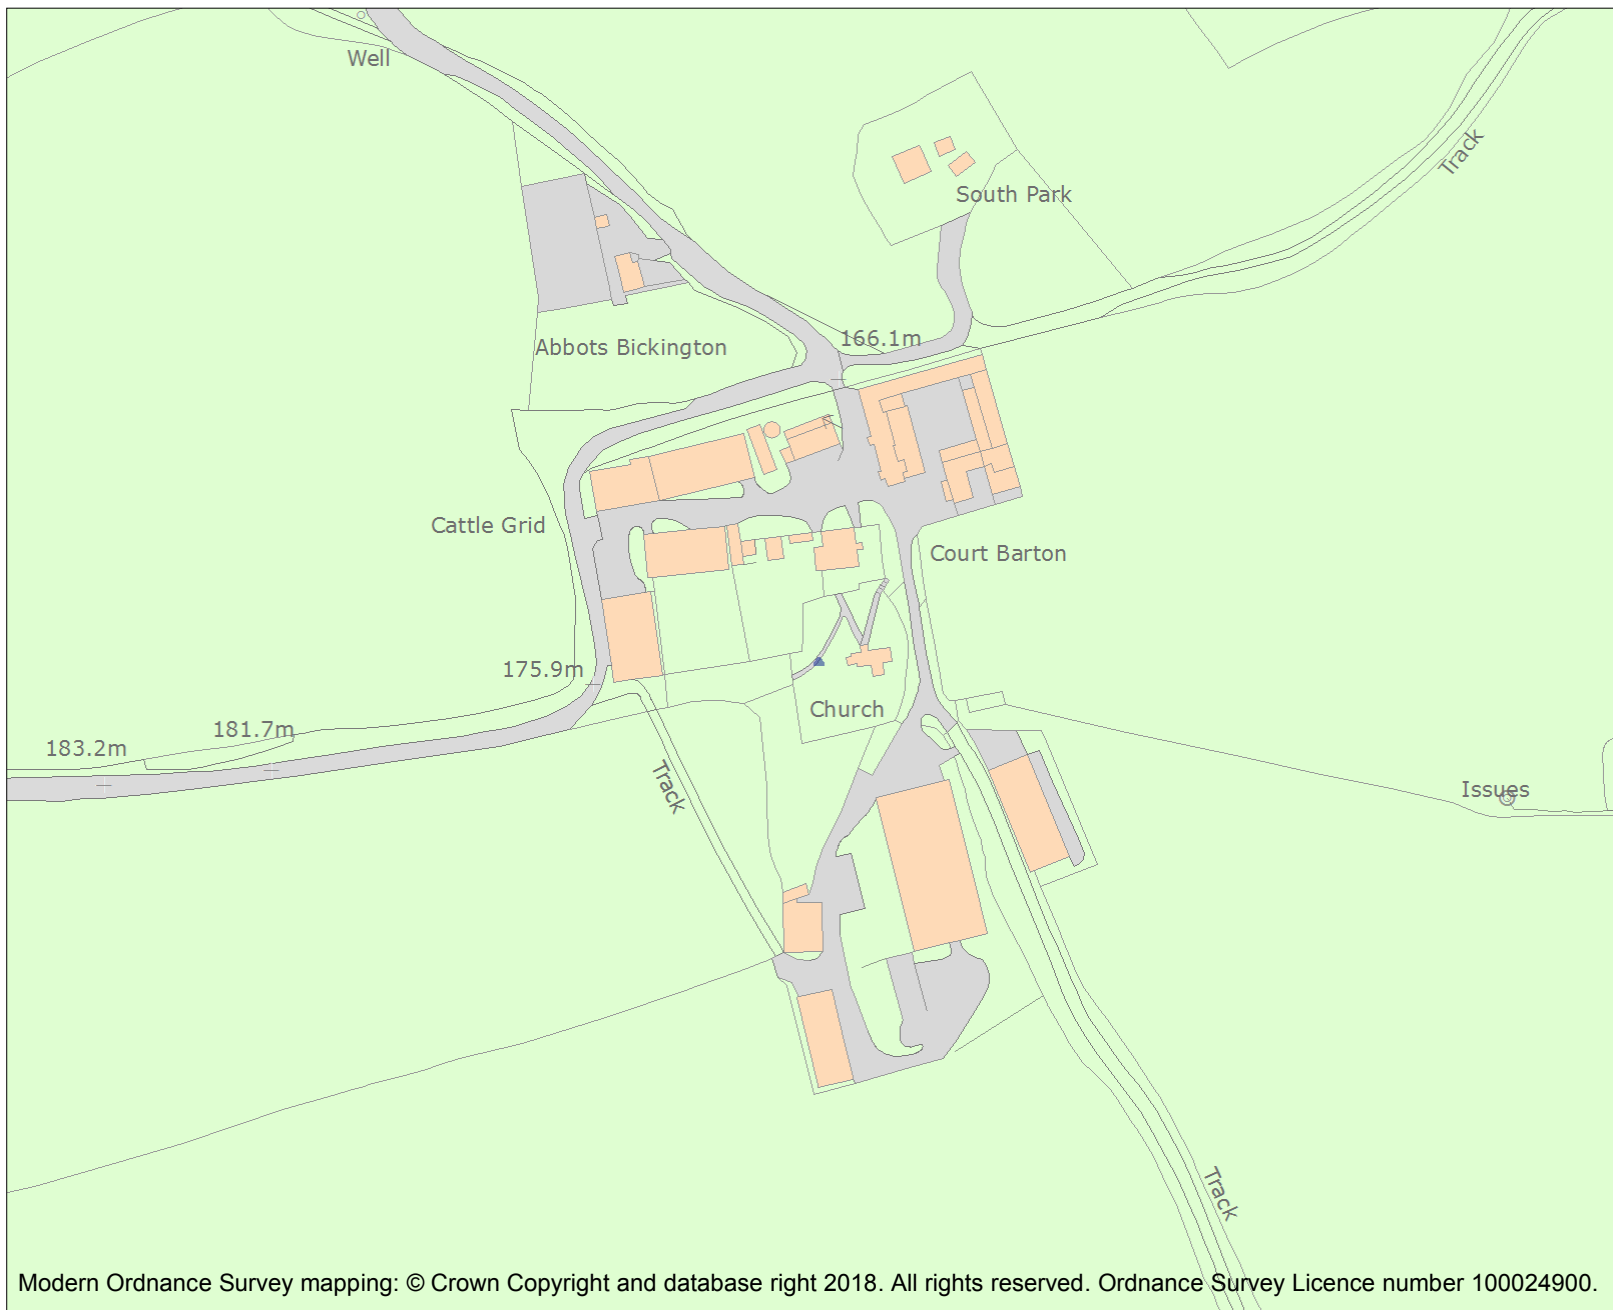 Well
South Park
Track
166.1m
Abbots Bickington
Cattle Grid
Court Barton
175.9m
Church
181.7m
183.2m
Track
Issues
Track
Modern Ordnance Survey mapping: © Crown Copyright and database right 2018. All rights reserved. Ordnance Survey Licence number 100024900.